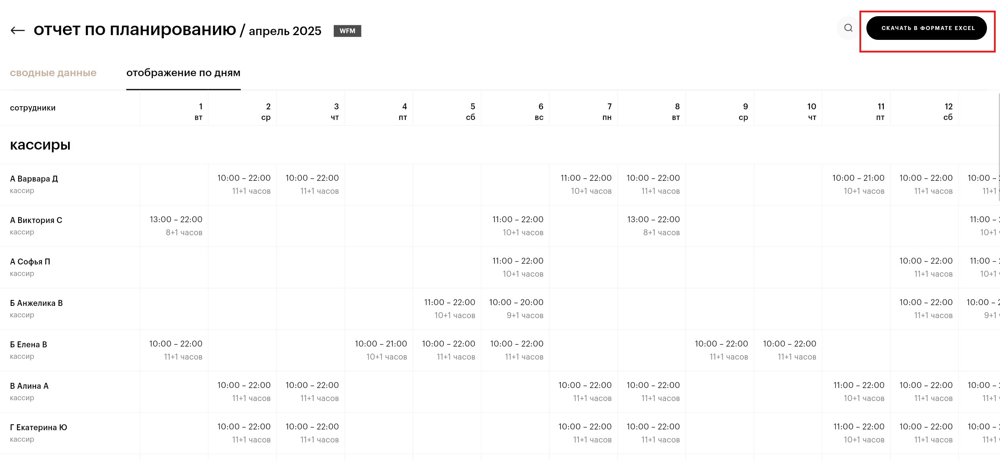 отчет по планированию / апрель 2025 WFM
СКАЧАТЬ В ФОРМАТЕ EXCEL
сводные данные отображение по дням
сотрудники 1 2 3 4 5 6 7 8 9 10 11 12
вт ср чт пт сб вс пн вт ср чт пт сб
кассиры
А Варвара Д 10:00 – 22:00 10:00 – 22:00 11:00 – 22:00 10:00 – 22:00 10:00 – 21:00 10:00 – 22:00 10:00 –
кассир 11+1 часов 11+1 часов 10+1 часов 11+1 часов 10+1 часов 11+1 часов 11+1
А Виктория С 13:00 – 22:00 11:00 – 22:00 13:00 – 22:00 11:00 –
кассир 8+1 часов 10+1 часов 8+1 часов 10+1
А Софья П 11:00 – 22:00 10:00 – 22:00 11:00 –
кассир 10+1 часов 11+1 часов 10+1
Б Анжелика В 11:00 – 22:00 10:00 – 20:00 10:00 – 22:00 10:00 –
кассир 10+1 часов 9+1 часов 11+1 часов 9+1
Б Елена В 10:00 – 22:00 10:00 – 21:00 10:00 – 22:00 10:00 – 22:00 10:00 – 22:00 10:00 – 22:00
кассир 11+1 часов 10+1 часов 11+1 часов 11+1 часов 11+1 часов 11+1 часов
В Алина А 10:00 – 22:00 10:00 – 22:00 10:00 – 22:00 10:00 – 22:00 11:00 – 22:00 10:00 – 22:00 10:00 –
кассир 11+1 часов 11+1 часов 11+1 часов 11+1 часов 10+1 часов 11+1 часов 11+1
Г Екатерина Ю 10:00 – 22:00 10:00 – 22:00 10:00 – 22:00 10:00 – 22:00 11:00 – 22:00 10:00 – 22:00 10:00 –
кассир 11+1 часов 11+1 часов 11+1 часов 11+1 часов 10+1 часов 11+1 часов 11+1